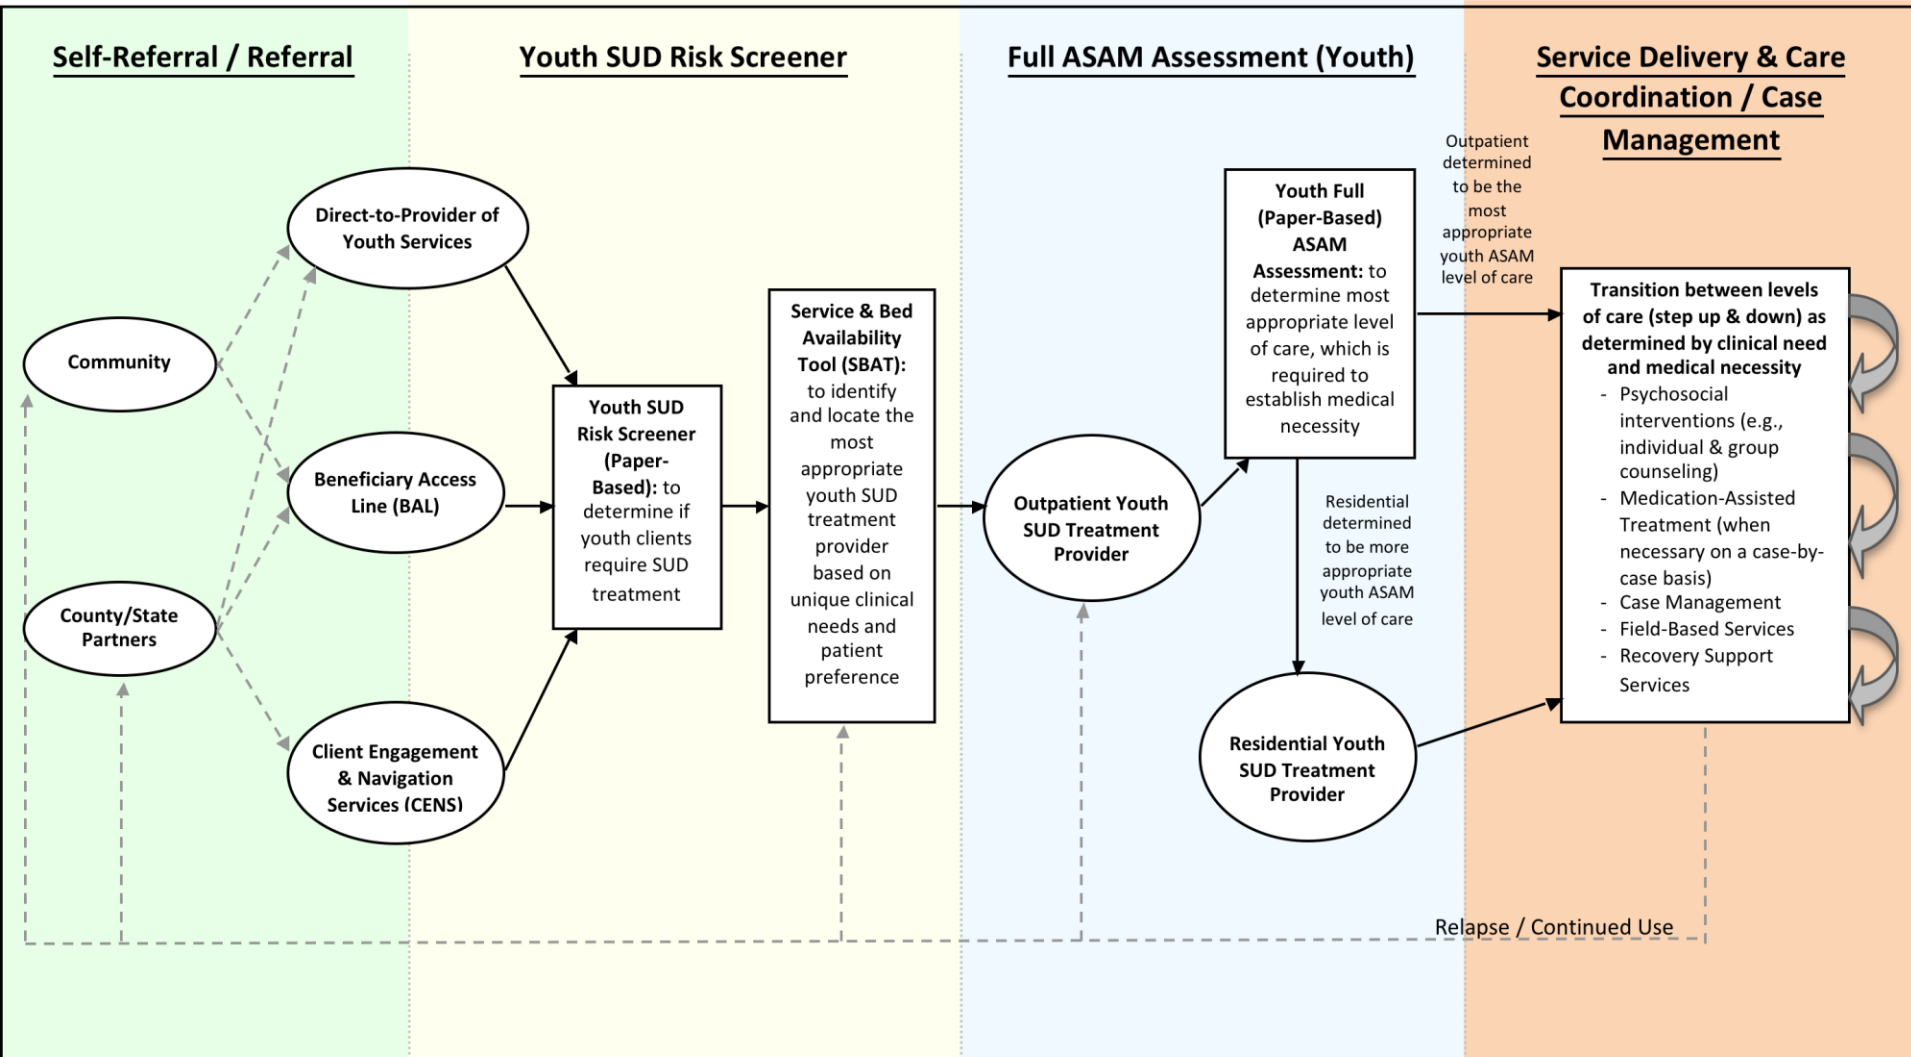 Self-Referral / Referral
Youth SUD Risk Screener
Full ASAM Assessment (Youth)
Service Delivery & Care
Coordination / Case
Management
Direct-to-Provider of
Youth Services
Community
Beneficiary Access
Line (BAL)
County/State
Partners
Client Engagement
& Navigation
Services (CENS)
Youth SUD
Risk Screener
(Paper-
Based): to
determine if
youth clients
require SUD
treatment
Service & Bed
Availability
Tool (SBAT):
to identify
and locate the
most
appropriate
youth SUD
treatment
provider
based on
unique clinical
needs and
patient
preference
Outpatient Youth
SUD Treatment
Provider
Youth Full
(Paper-Based)
ASAM
Assessment: to
determine most
appropriate level
of care, which is
required to
establish medical
necessity
Outpatient
determined
to be the
most
appropriate
youth ASAM
level of care
Residential
determined
to be more
appropriate
youth ASAM
level of care
Residential Youth
SUD Treatment
Provider
Transition between levels
of care (step up & down) as
determined by clinical need
and medical necessity
- Psychosocial
interventions (e.g.,
individual & group
counseling)
- Medication-Assisted
Treatment (when
necessary on a case-by-
case basis)
- Case Management
- Field-Based Services
- Recovery Support
Services
Relapse / Continued Use